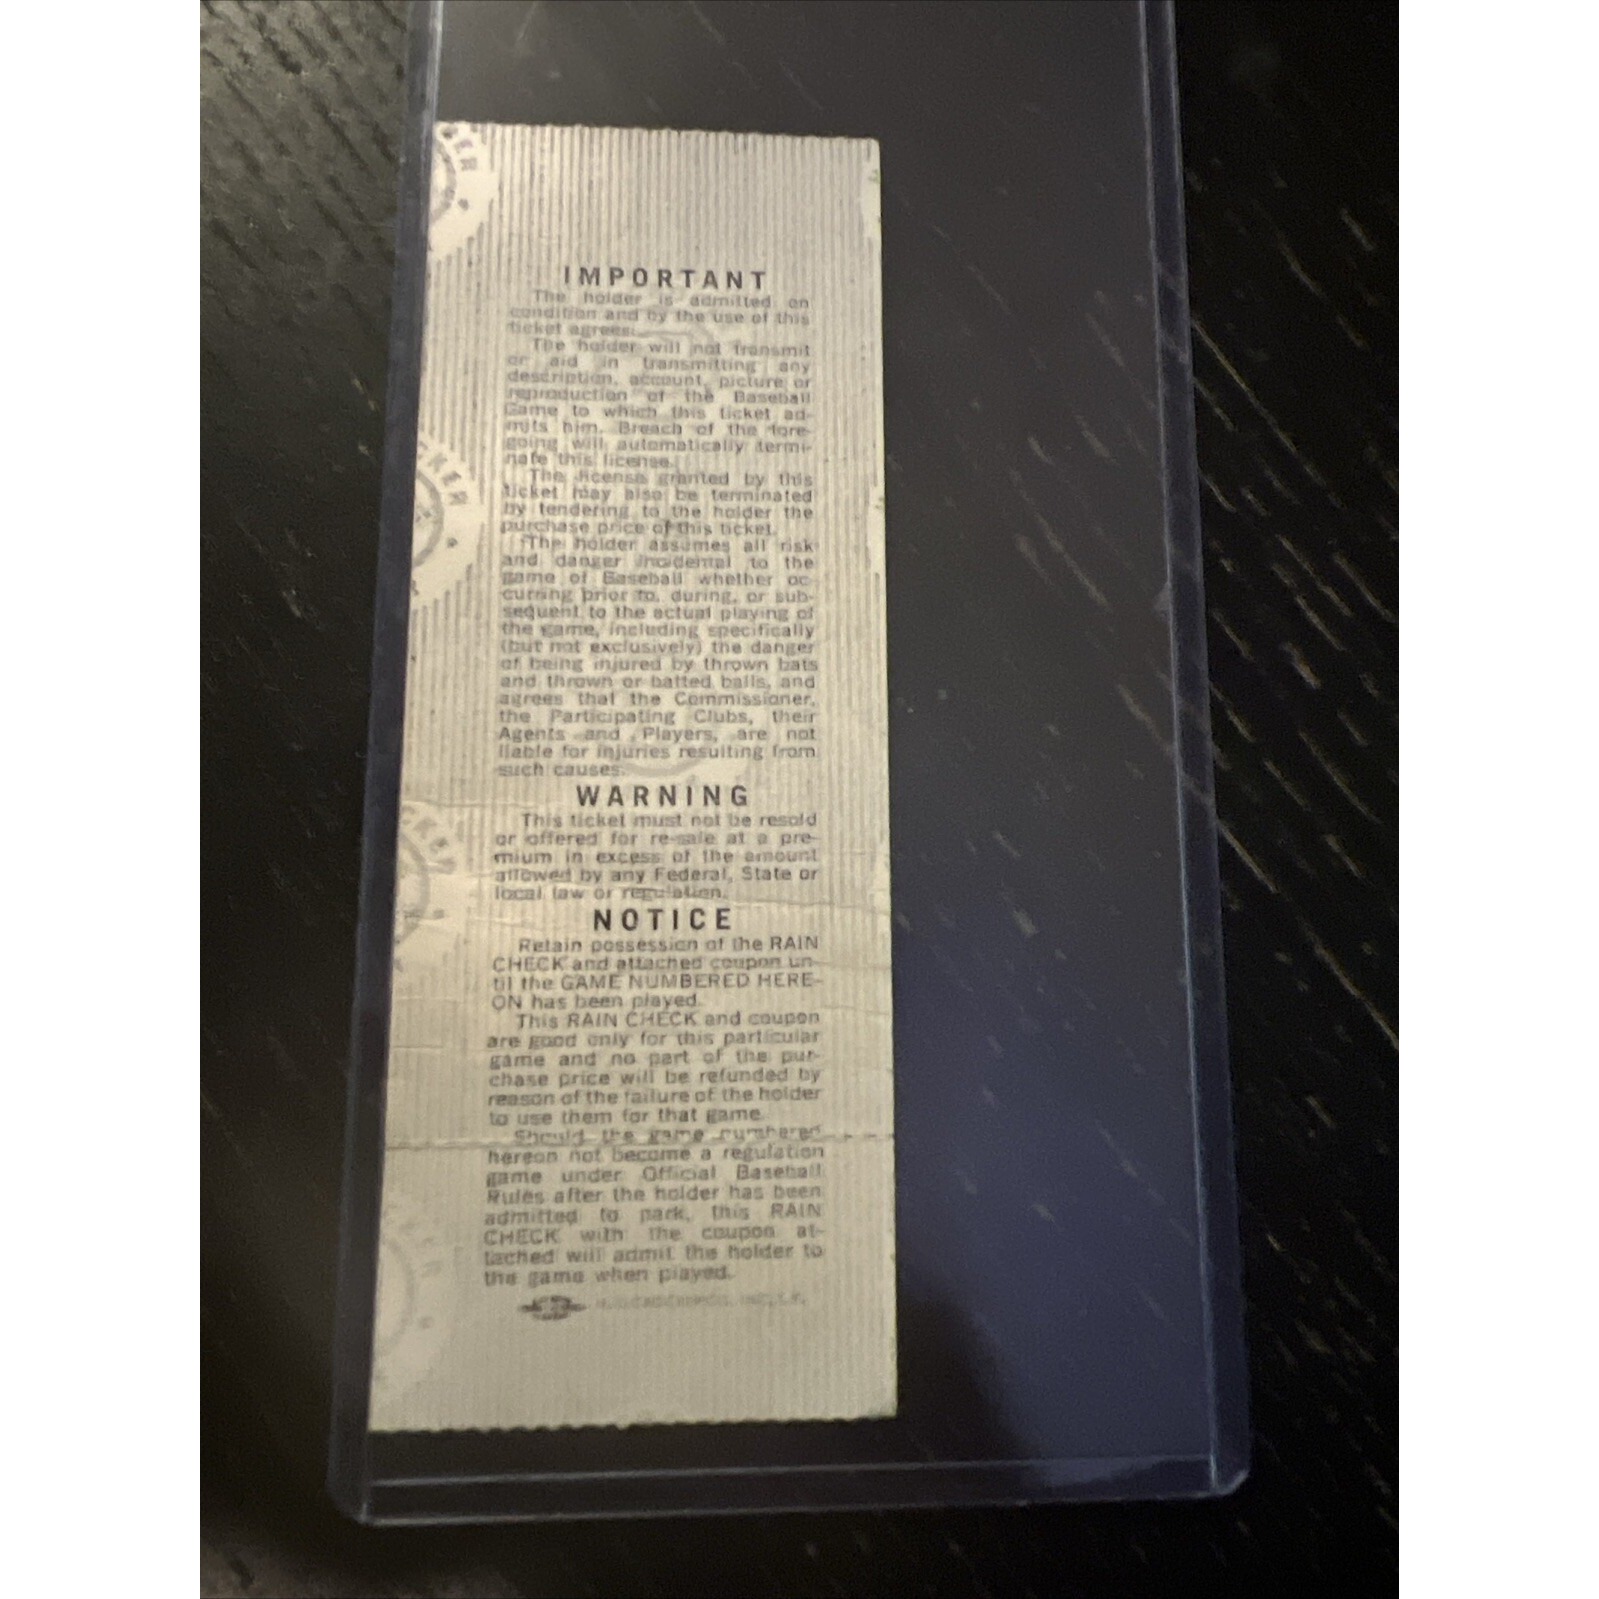 IMPORTANT
The holder is admitted on
condition and by the use of this
ticket agrees:
The holder will not transmit
or aid in transmitting any
description, account, picture or
reproduction of the Baseball
Game to which this ticket ad-
mits him. Breach of the fore-
going will automatically termi-
nate this license.
The license granted by this
ticket may also be terminated
by tendering to the holder the
purchase price of this ticket.
The holder assumes all risk
and danger incidental to the
game of Baseball whether oc-
curring prior to, during, or sub-
sequent to the actual playing of
the game, including specifically
(but not exclusively) the danger
of being injured by thrown bats
and thrown or batted balls, and
agrees that the Commissioner,
the Participating Clubs, their
Agents and Players, are not
liable for injuries resulting from
such causes.
WARNING
This ticket must not be resold
or offered for re-sale at a pre-
mium in excess of the amount
allowed by any Federal, State or
local law or regulation.
NOTICE
Retain possession of the RAIN
CHECK and attached coupon un-
til the GAME NUMBERED HERE-
ON has been played.
This RAIN CHECK and coupon
are good only for this particular
game and no part of the pur-
chase price will be refunded by
reason of the failure of the holder
to use them for that game.
Should the game numbered
hereon not become a regulation
game under Official Baseball
Rules after the holder has been
admitted to park, this RAIN
CHECK with the coupon at-
tached will admit the holder to
the game when played.